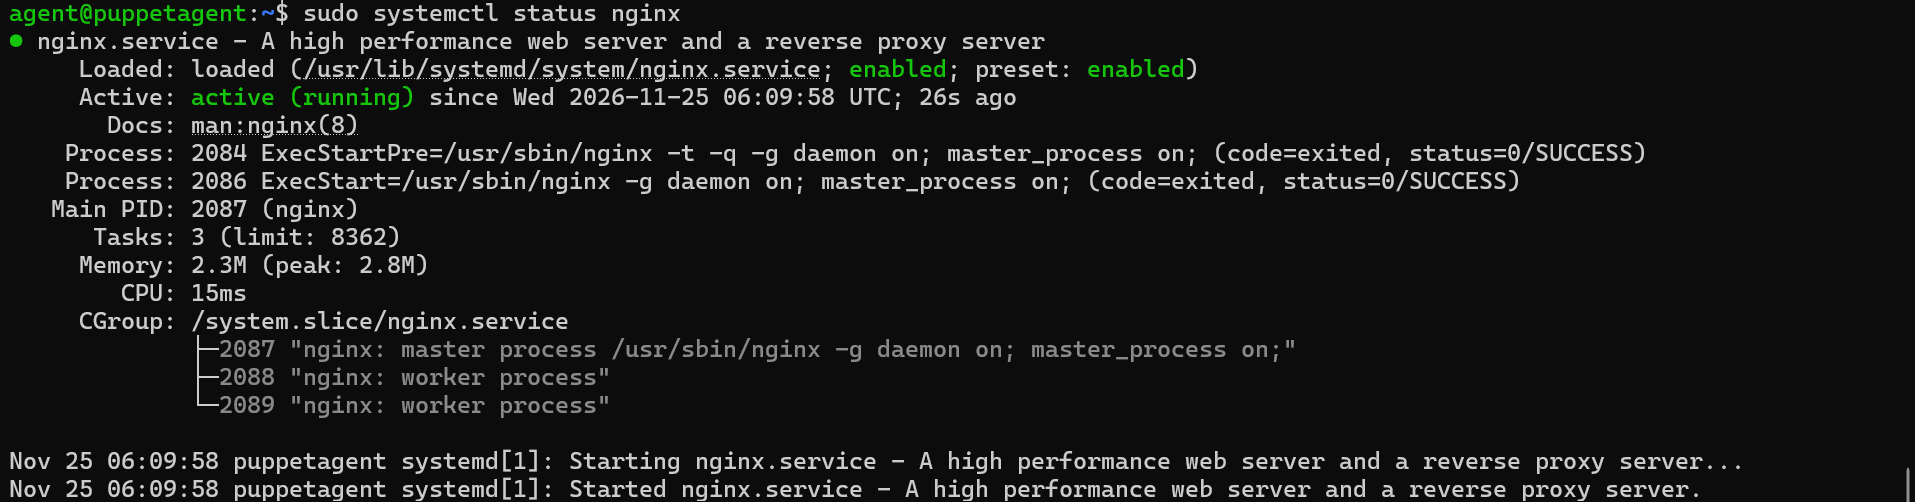 agent@puppetagent:~$ sudo systemctl status nginx
● nginx.service - A high performance web server and a reverse proxy server
     Loaded: loaded (/usr/lib/systemd/system/nginx.service; enabled; preset: enabled)
     Active: active (running) since Wed 2026-11-25 06:09:58 UTC; 26s ago
       Docs: man:nginx(8)
    Process: 2084 ExecStartPre=/usr/sbin/nginx -t -q -g daemon on; master_process on; (code=exited, status=0/SUCCESS)
    Process: 2086 ExecStart=/usr/sbin/nginx -g daemon on; master_process on; (code=exited, status=0/SUCCESS)
   Main PID: 2087 (nginx)
      Tasks: 3 (limit: 8362)
     Memory: 2.3M (peak: 2.8M)
        CPU: 15ms
     CGroup: /system.slice/nginx.service
             ├─2087 "nginx: master process /usr/sbin/nginx -g daemon on; master_process on;"
             ├─2088 "nginx: worker process"
             └─2089 "nginx: worker process"

Nov 25 06:09:58 puppetagent systemd[1]: Starting nginx.service - A high performance web server and a reverse proxy server...
Nov 25 06:09:58 puppetagent systemd[1]: Started nginx.service - A high performance web server and a reverse proxy server.